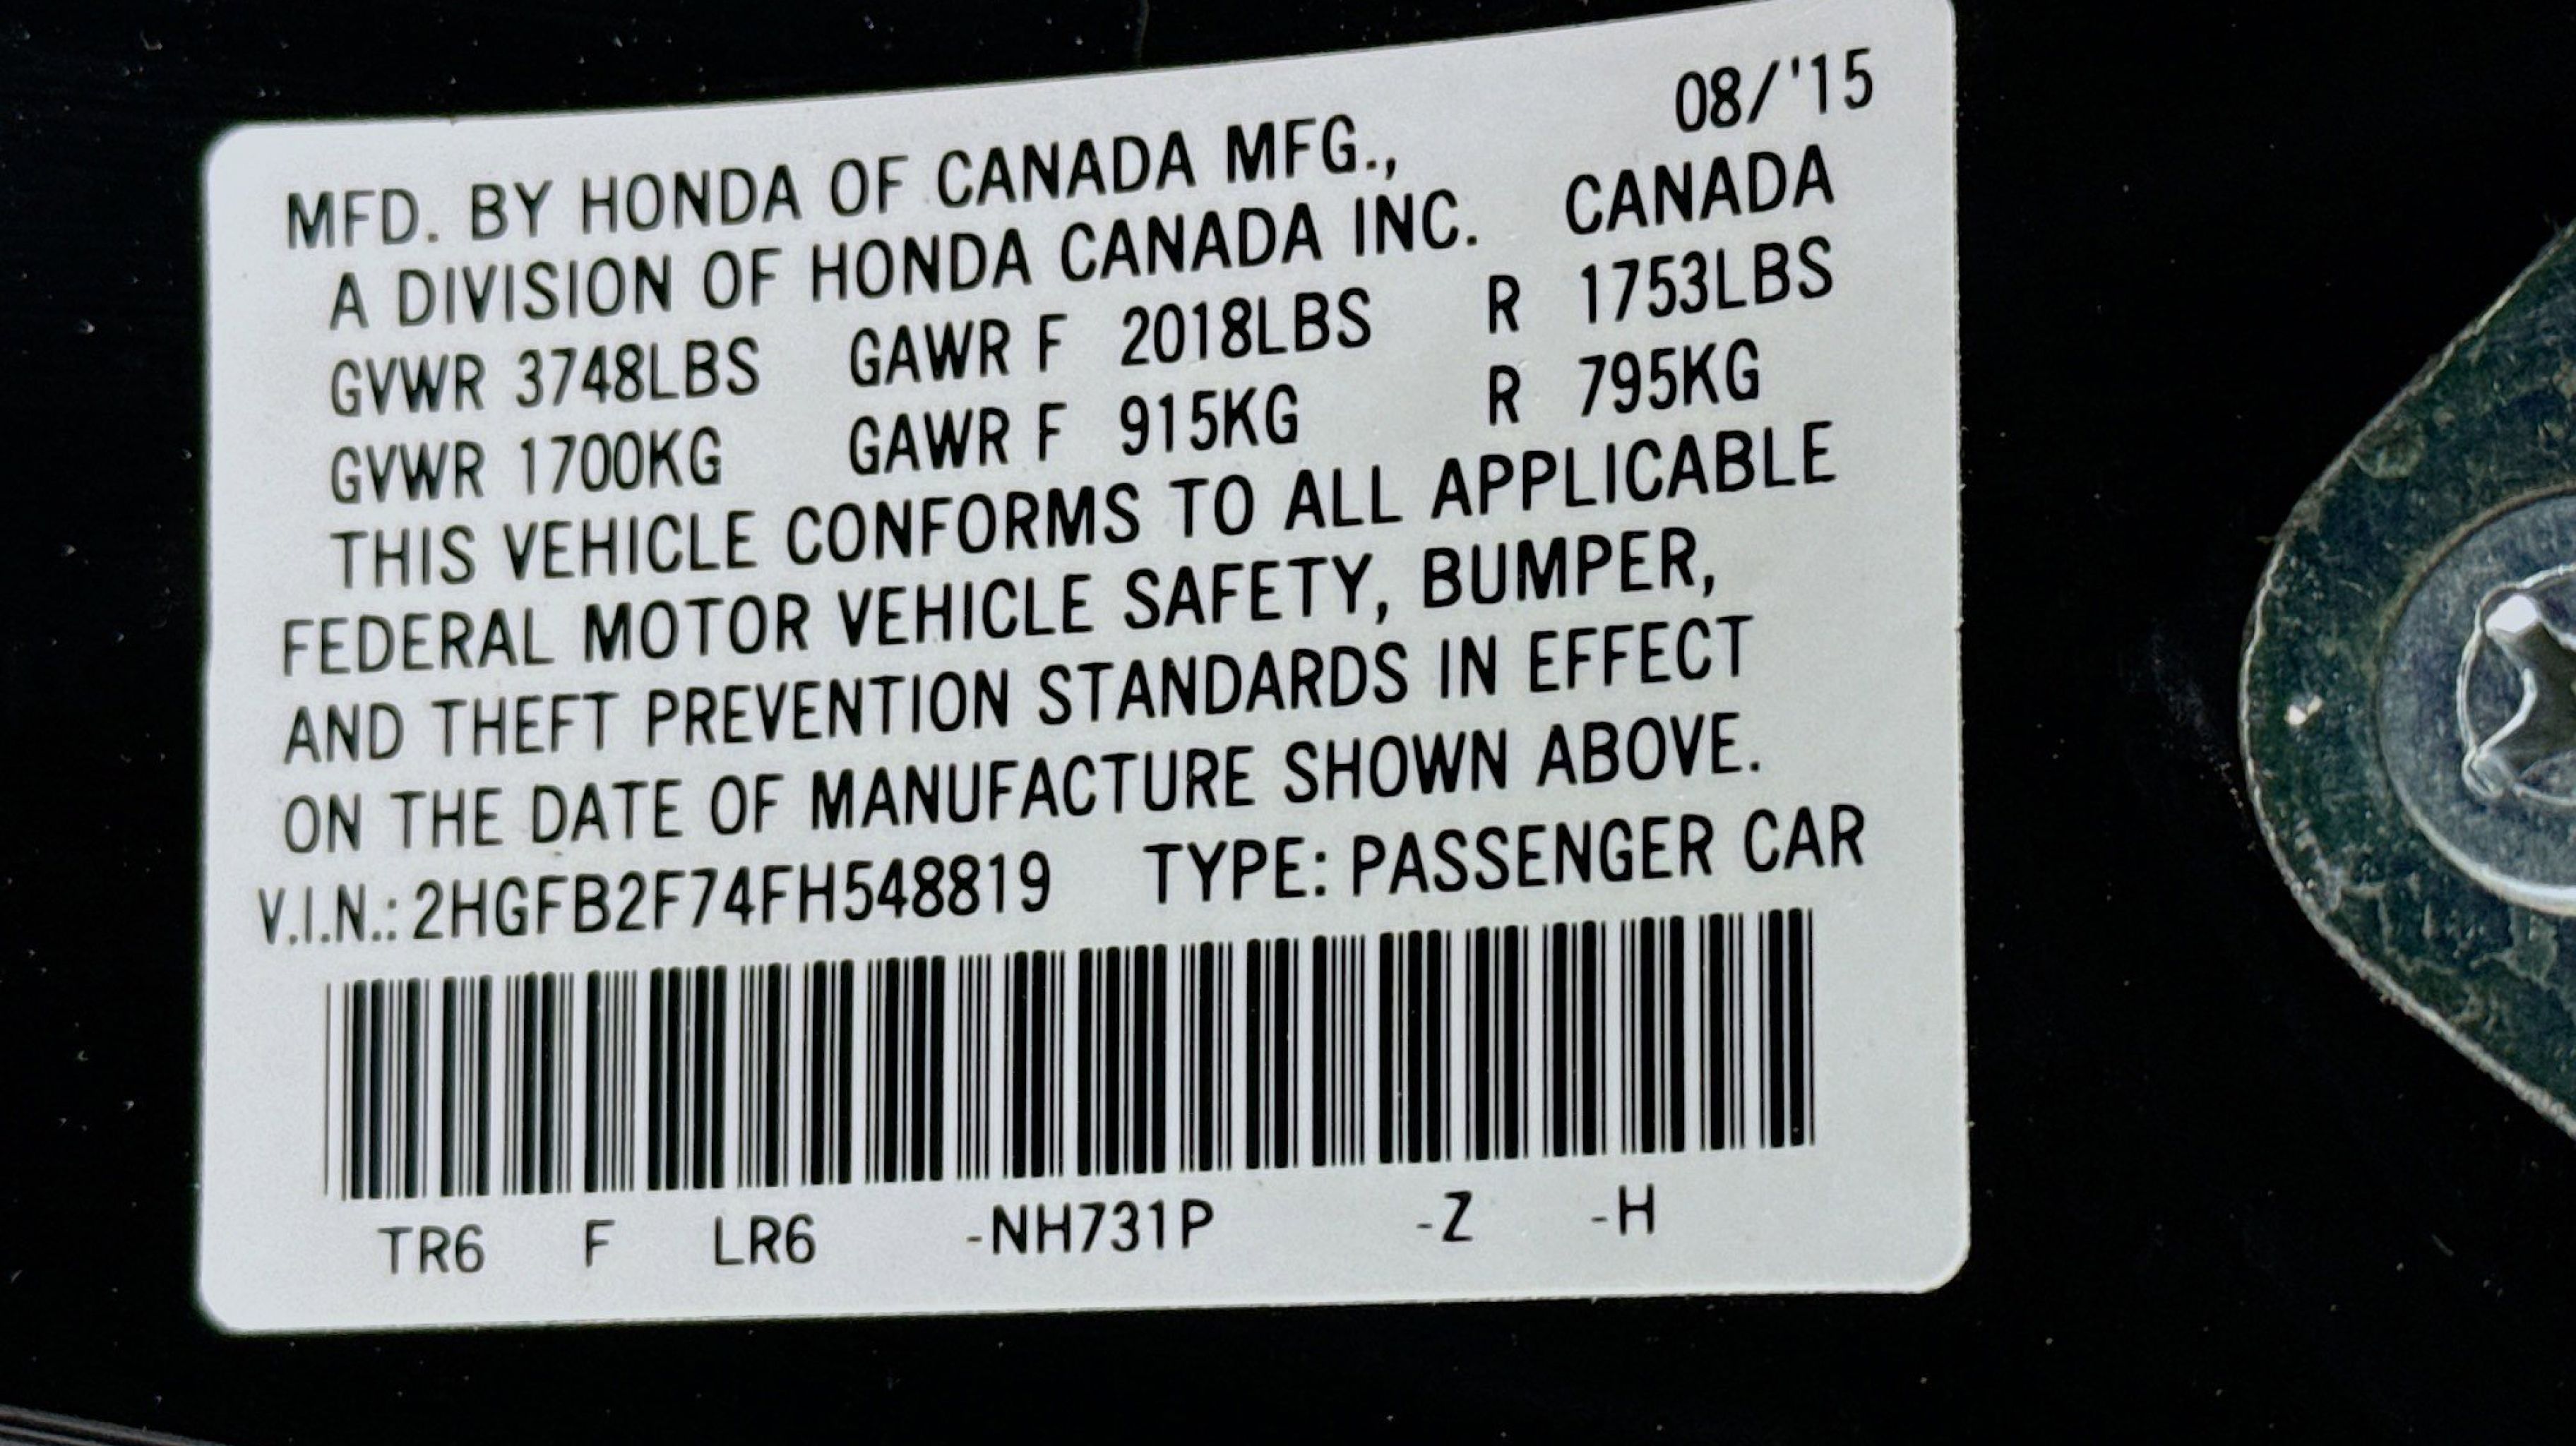 08/'15
MFD. BY HONDA OF CANADA MFG.,
A DIVISION OF HONDA CANADA INC. CANADA
GVWR 3748LBS GAWR F 2018LBS R 1753LBS
GVWR 1700KG GAWR F 915KG R 795KG
THIS VEHICLE CONFORMS TO ALL APPLICABLE
FEDERAL MOTOR VEHICLE SAFETY, BUMPER,
AND THEFT PREVENTION STANDARDS IN EFFECT
ON THE DATE OF MANUFACTURE SHOWN ABOVE.
V.I.N.: 2HGFB2F74FH548819 TYPE: PASSENGER CAR
TR6 F LR6 -NH731P -Z -H